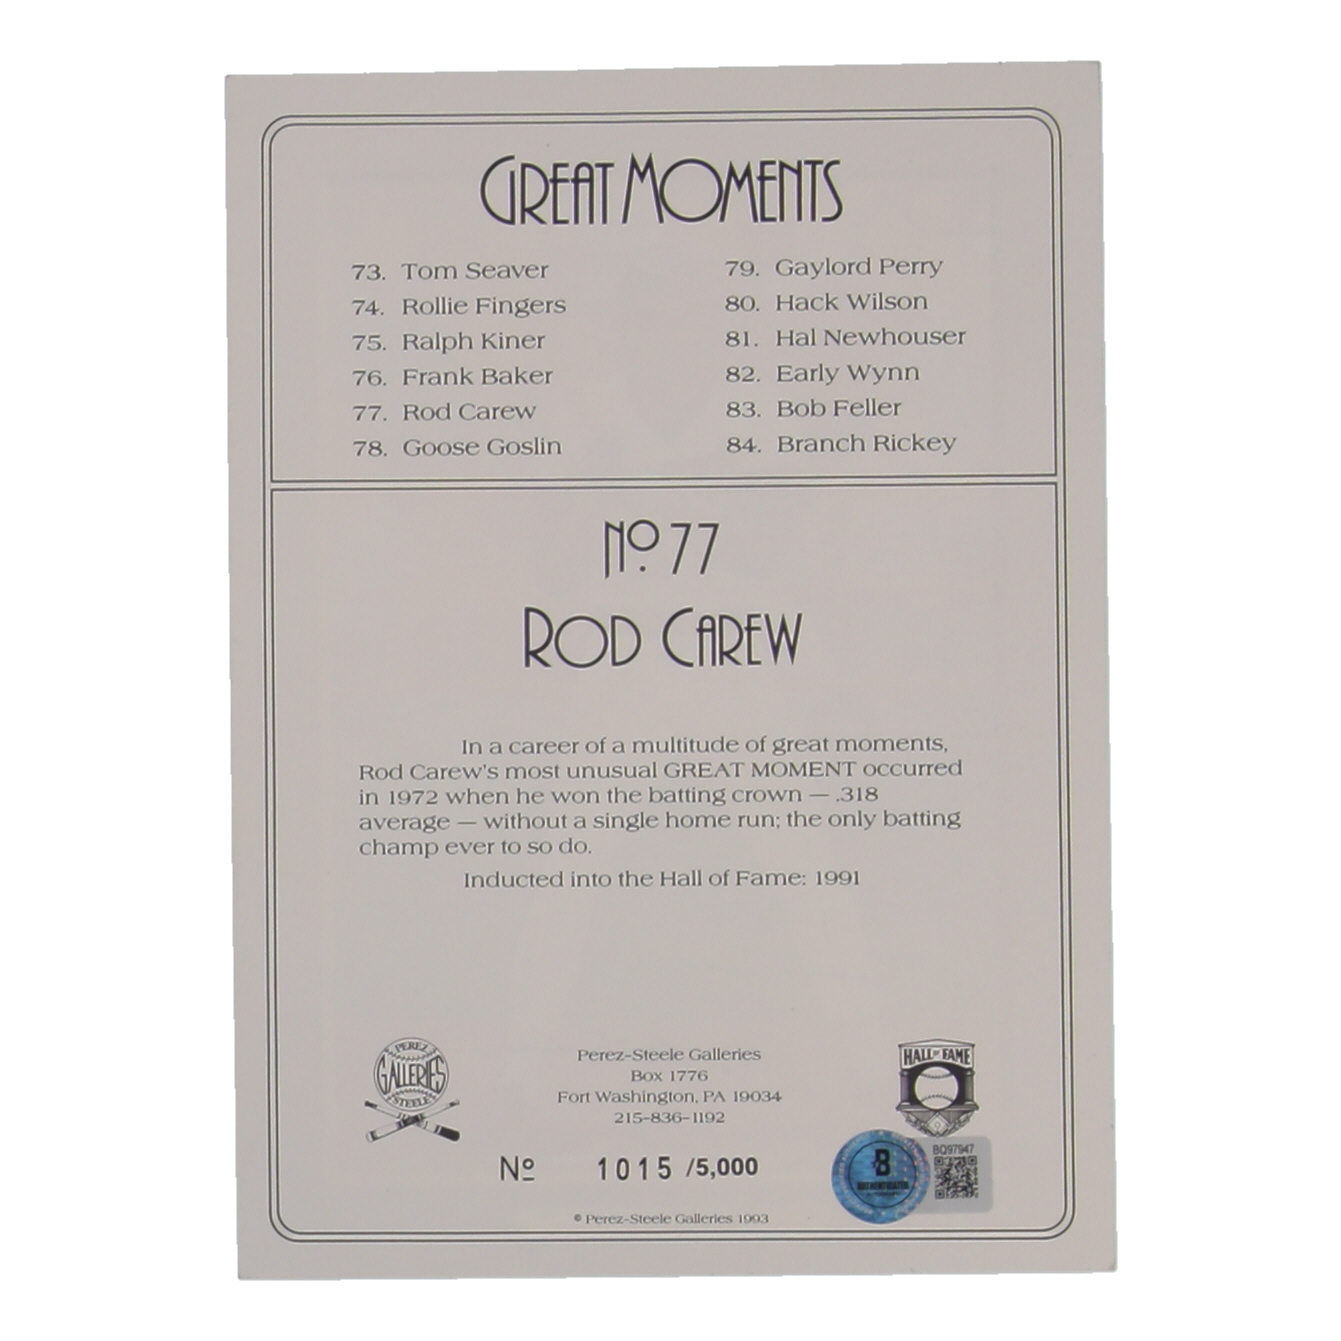 GREAT MOMENTS
73. Tom Seaver
74. Rollie Fingers
75. Ralph Kiner
76. Frank Baker
77. Rod Carew
78. Goose Goslin
79. Gaylord Perry
80. Hack Wilson
81. Hal Newhouser
82. Early Wynn
83. Bob Feller
84. Branch Rickey
Nº 77
ROD CAREW
In a career of a multitude of great moments,
Rod Carew's most unusual GREAT MOMENT occurred
in 1972 when he won the batting crown — .318
average — without a single home run; the only batting
champ ever to so do.
Inducted into the Hall of Fame: 1991
PEREZ
GALLERIES
STEELE
Perez-Steele Galleries
Box 1776
Fort Washington, PA 19034
215-836-1192
HALL OF FAME
Nº 1015 /5,000
B
AUTHENTICATED
BQ97947
© Perez-Steele Galleries 1993